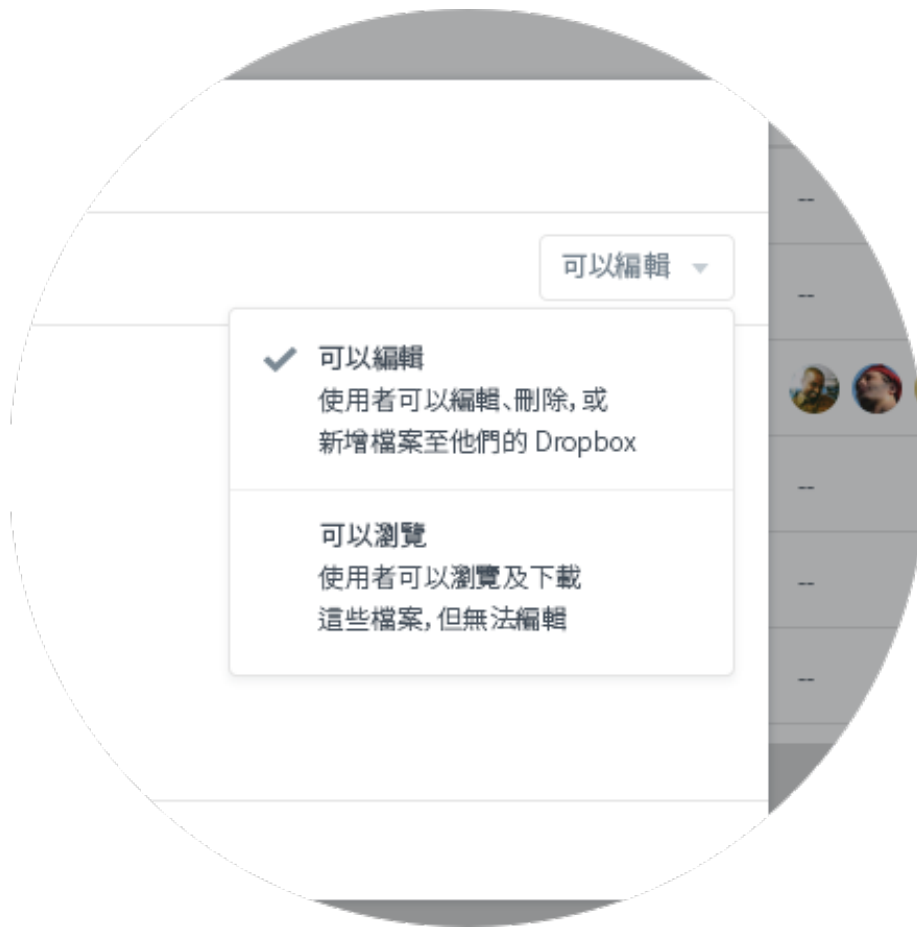 可以編輯
可以編輯
使用者可以編輯、刪除，或
新增檔案至他們的 Dropbox
可以瀏覽
使用者可以瀏覽及下載
這些檔案，但無法編輯
--
--
--
--
--